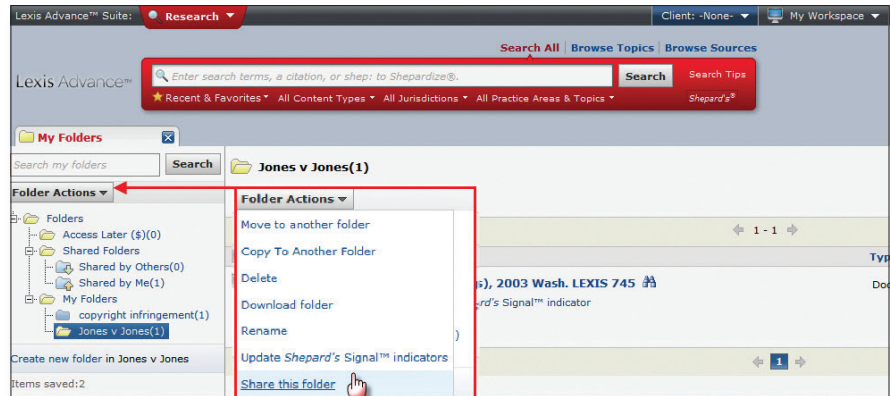 Lexis Advance™ Suite: Research Client: -None- My Workspace
Search All Browse Topics Browse Sources
Lexis Advance™ Enter search terms, a citation, or shep: to Shepardize®. Search Search Tips
Recent & Favorites All Content Types All Jurisdictions All Practice Areas & Topics Shepard's®
My Folders
Search my folders Search Jones v Jones(1)
Folder Actions
Folders
Access Later ($)(0)
Shared Folders
Shared by Others(0)
Shared by Me(1)
My Folders
copyright infringement(1)
Jones v Jones(1)
Create new folder in Jones v Jones
Items saved:2
Folder Actions
Move to another folder
Copy To Another Folder
Delete
Download folder
Rename
Update Shepard's Signal™ indicators
Share this folder
1 - 1
Typ
s), 2003 Wash. LEXIS 745 Doc
rd's Signal™ indicator
)
1